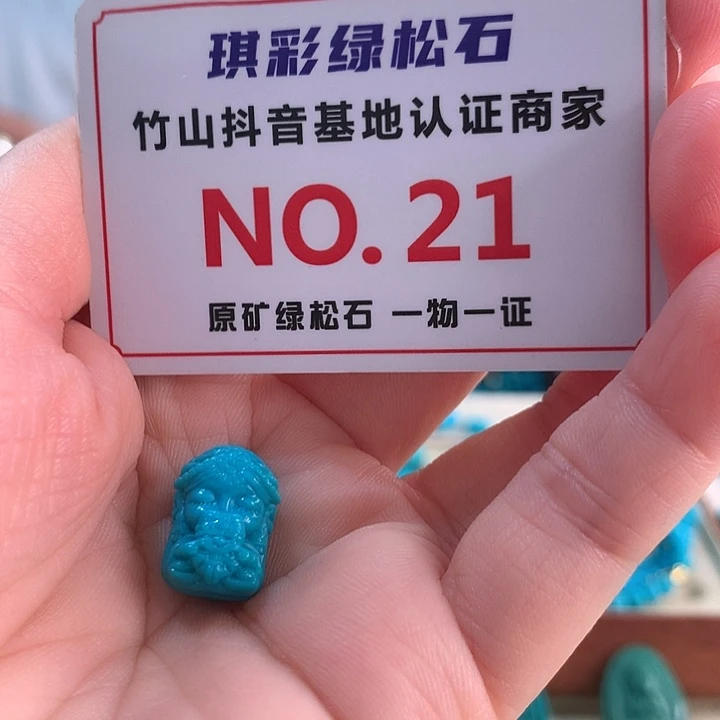 琪彩绿松石
竹山抖音基地认证商家
NO.21
原矿绿松石 一物一证